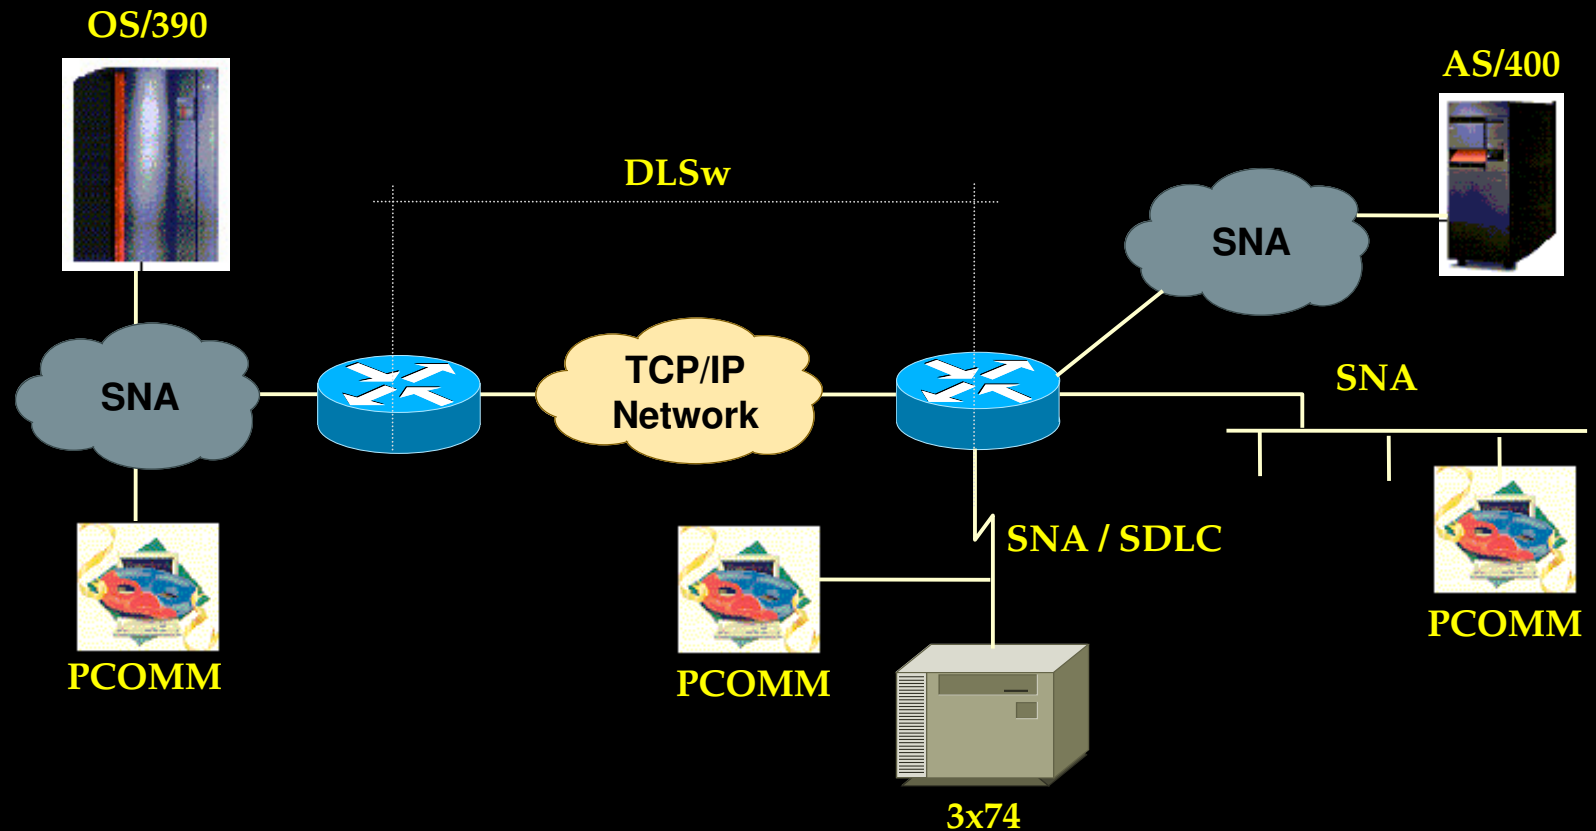 OS/390
AS/400
DLSw
SNA
TCP/IP
Network
SNA
SNA
SNA / SDLC
PCOMM
PCOMM
PCOMM
3x74